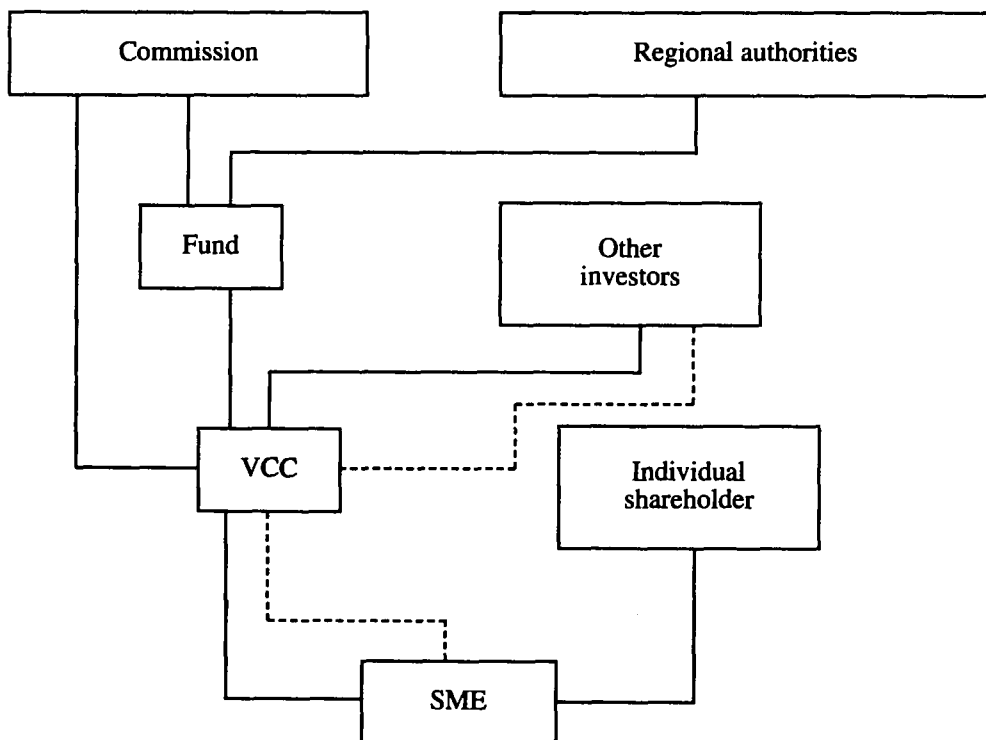 Commission
Regional authorities
Fund
Other
investors
VCC
Individual
shareholder
SME